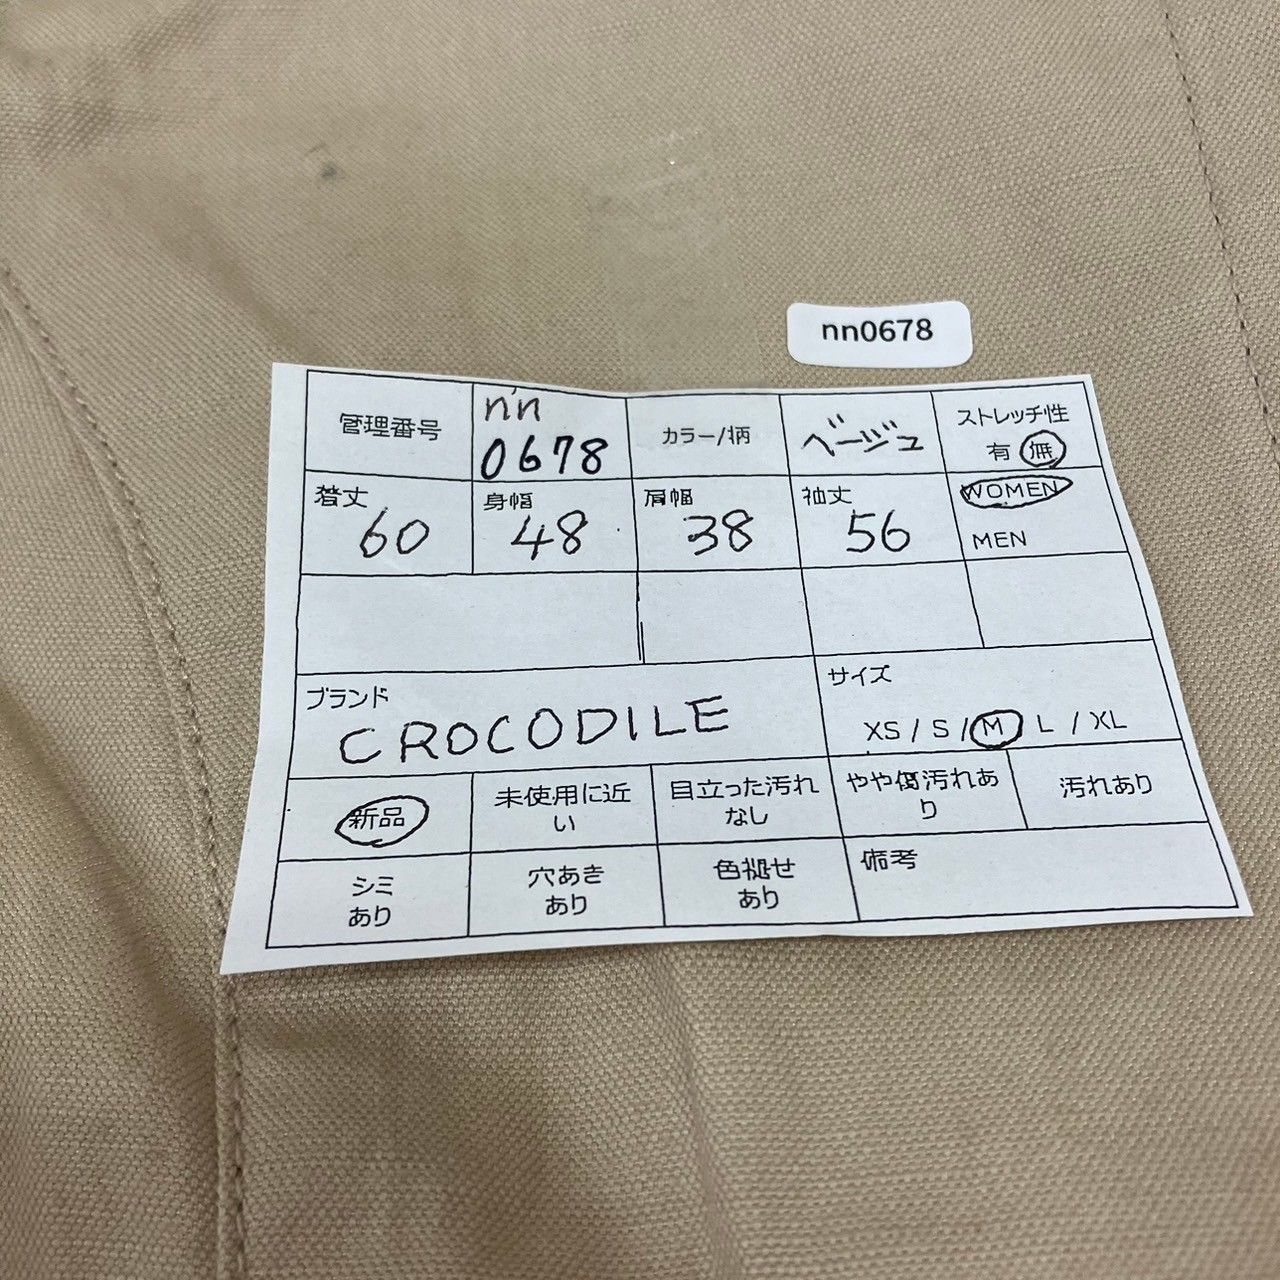 nn0678
管理番号
nn
0678
カラー/柄
ベージュ
ストレッチ性
有 無
着丈
60
身幅
48
肩幅
38
袖丈
56
WOMEN
MEN
ブランド
CROCODILE
サイズ
XS / S / M L / XL
新品
未使用に近
い
目立った汚れ
なし
やや傷汚れあ
り
汚れあり
シミ
あり
穴あき
あり
色褪せ
あり
備考